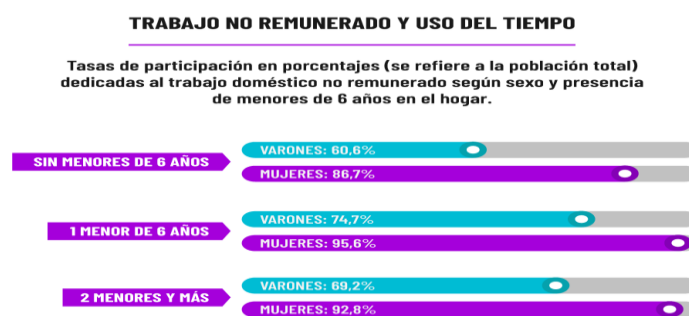 TRABAJO NO REMUNERADO Y USO DEL TIEMPO
Tasas de participación en porcentajes (se refiere a la población total)
dedicadas al trabajo doméstico no remunerado según sexo y presencia
de menores de 6 años en el hogar.
SIN MENORES DE 6 AÑOS
VARONES: 60,6%
MUJERES: 86,7%
1 MENOR DE 6 AÑOS
VARONES: 74,7%
MUJERES: 95,6%
2 MENORES Y MÁS
VARONES: 69,2%
MUJERES: 92,8%